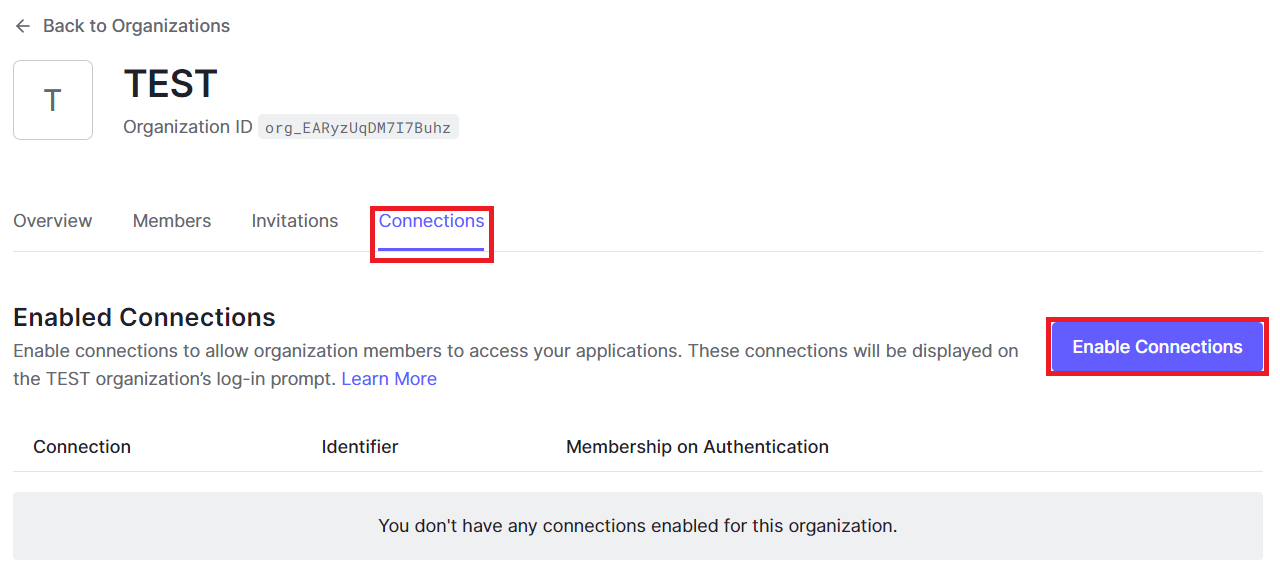 Back to Organizations
T
TEST
Organization ID org_EARyzUqDM7I7Buhz
Overview Members Invitations Connections
Enabled Connections
Enable connections to allow organization members to access your applications. These connections will be displayed on
the TEST organization’s log-in prompt. Learn More
Enable Connections
Connection Identifier Membership on Authentication
You don't have any connections enabled for this organization.